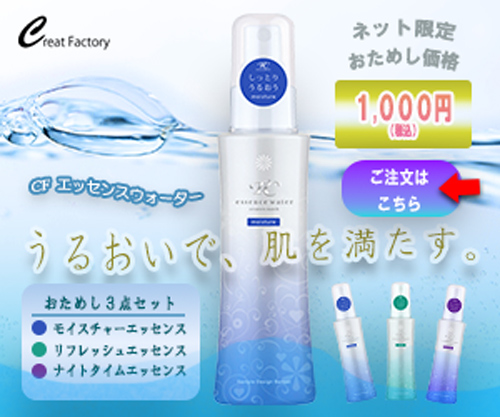 Creat Factory
ネット限定
おためし価格
1,000円
(税込)
しっとり
うるおう
moisture
ご注文は
こちら
CF エッセンスウォーター
essence water
moisture
うるおいで、肌を満たす。
おためし3点セット
モイスチャーエッセンス
リフレッシュエッセンス
ナイトタイムエッセンス